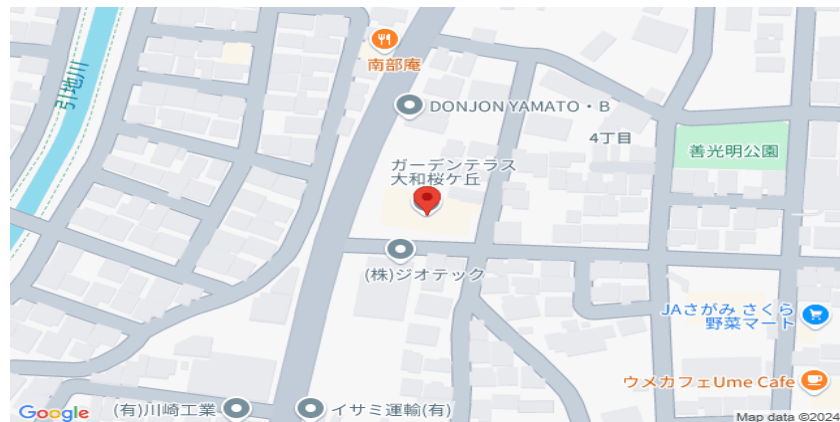 南部庵
引地川
DONJON YAMATO・B
4丁目
善光明公園
ガーデンテラス
大和桜ケ丘
(株)ジオテック
JAさがみ さくら
野菜マート
ウメカフェUme Cafe
(有)川崎工業
イサミ運輸(有)
Google
Map data ©2024